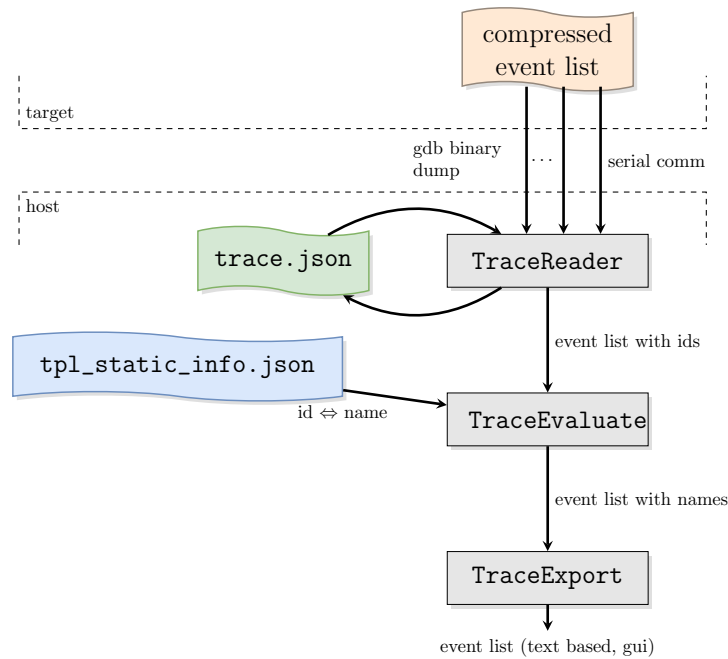 compressed
event list
target
gdb binary
dump
...
serial comm
host
trace.json
TraceReader
event list with ids
tpl_static_info.json
id ⇔ name
TraceEvaluate
event list with names
TraceExport
event list (text based, gui)